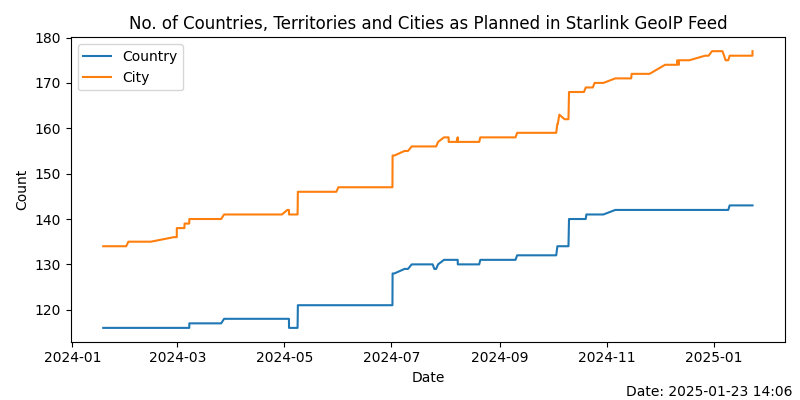 No. of Countries, Territories and Cities as Planned in Starlink GeoIP Feed
Country
City
Count
180
170
160
150
140
130
120
2024-01 2024-03 2024-05 2024-07 2024-09 2024-11 2025-01
Date
Date: 2025-01-23 14:06